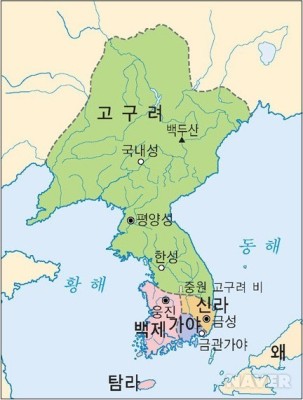 고구려
백두산
국내성
평양성
동해
한성
황해
중원 고구려 비
신라
웅진
금성
백제
가야
금관가야
왜
탐라
NAVER